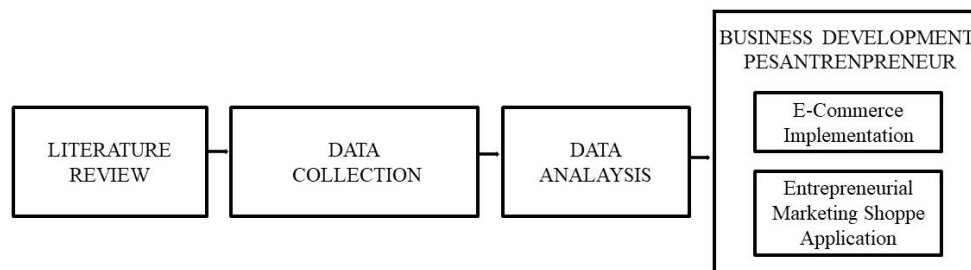 LITERATURE
REVIEW
DATA
COLLECTION
DATA
ANALAYSIS
BUSINESS DEVELOPMENT
PESANTRENPRENEUR
E-Commerce
Implementation
Entrepreneurial
Marketing Shoppe
Application